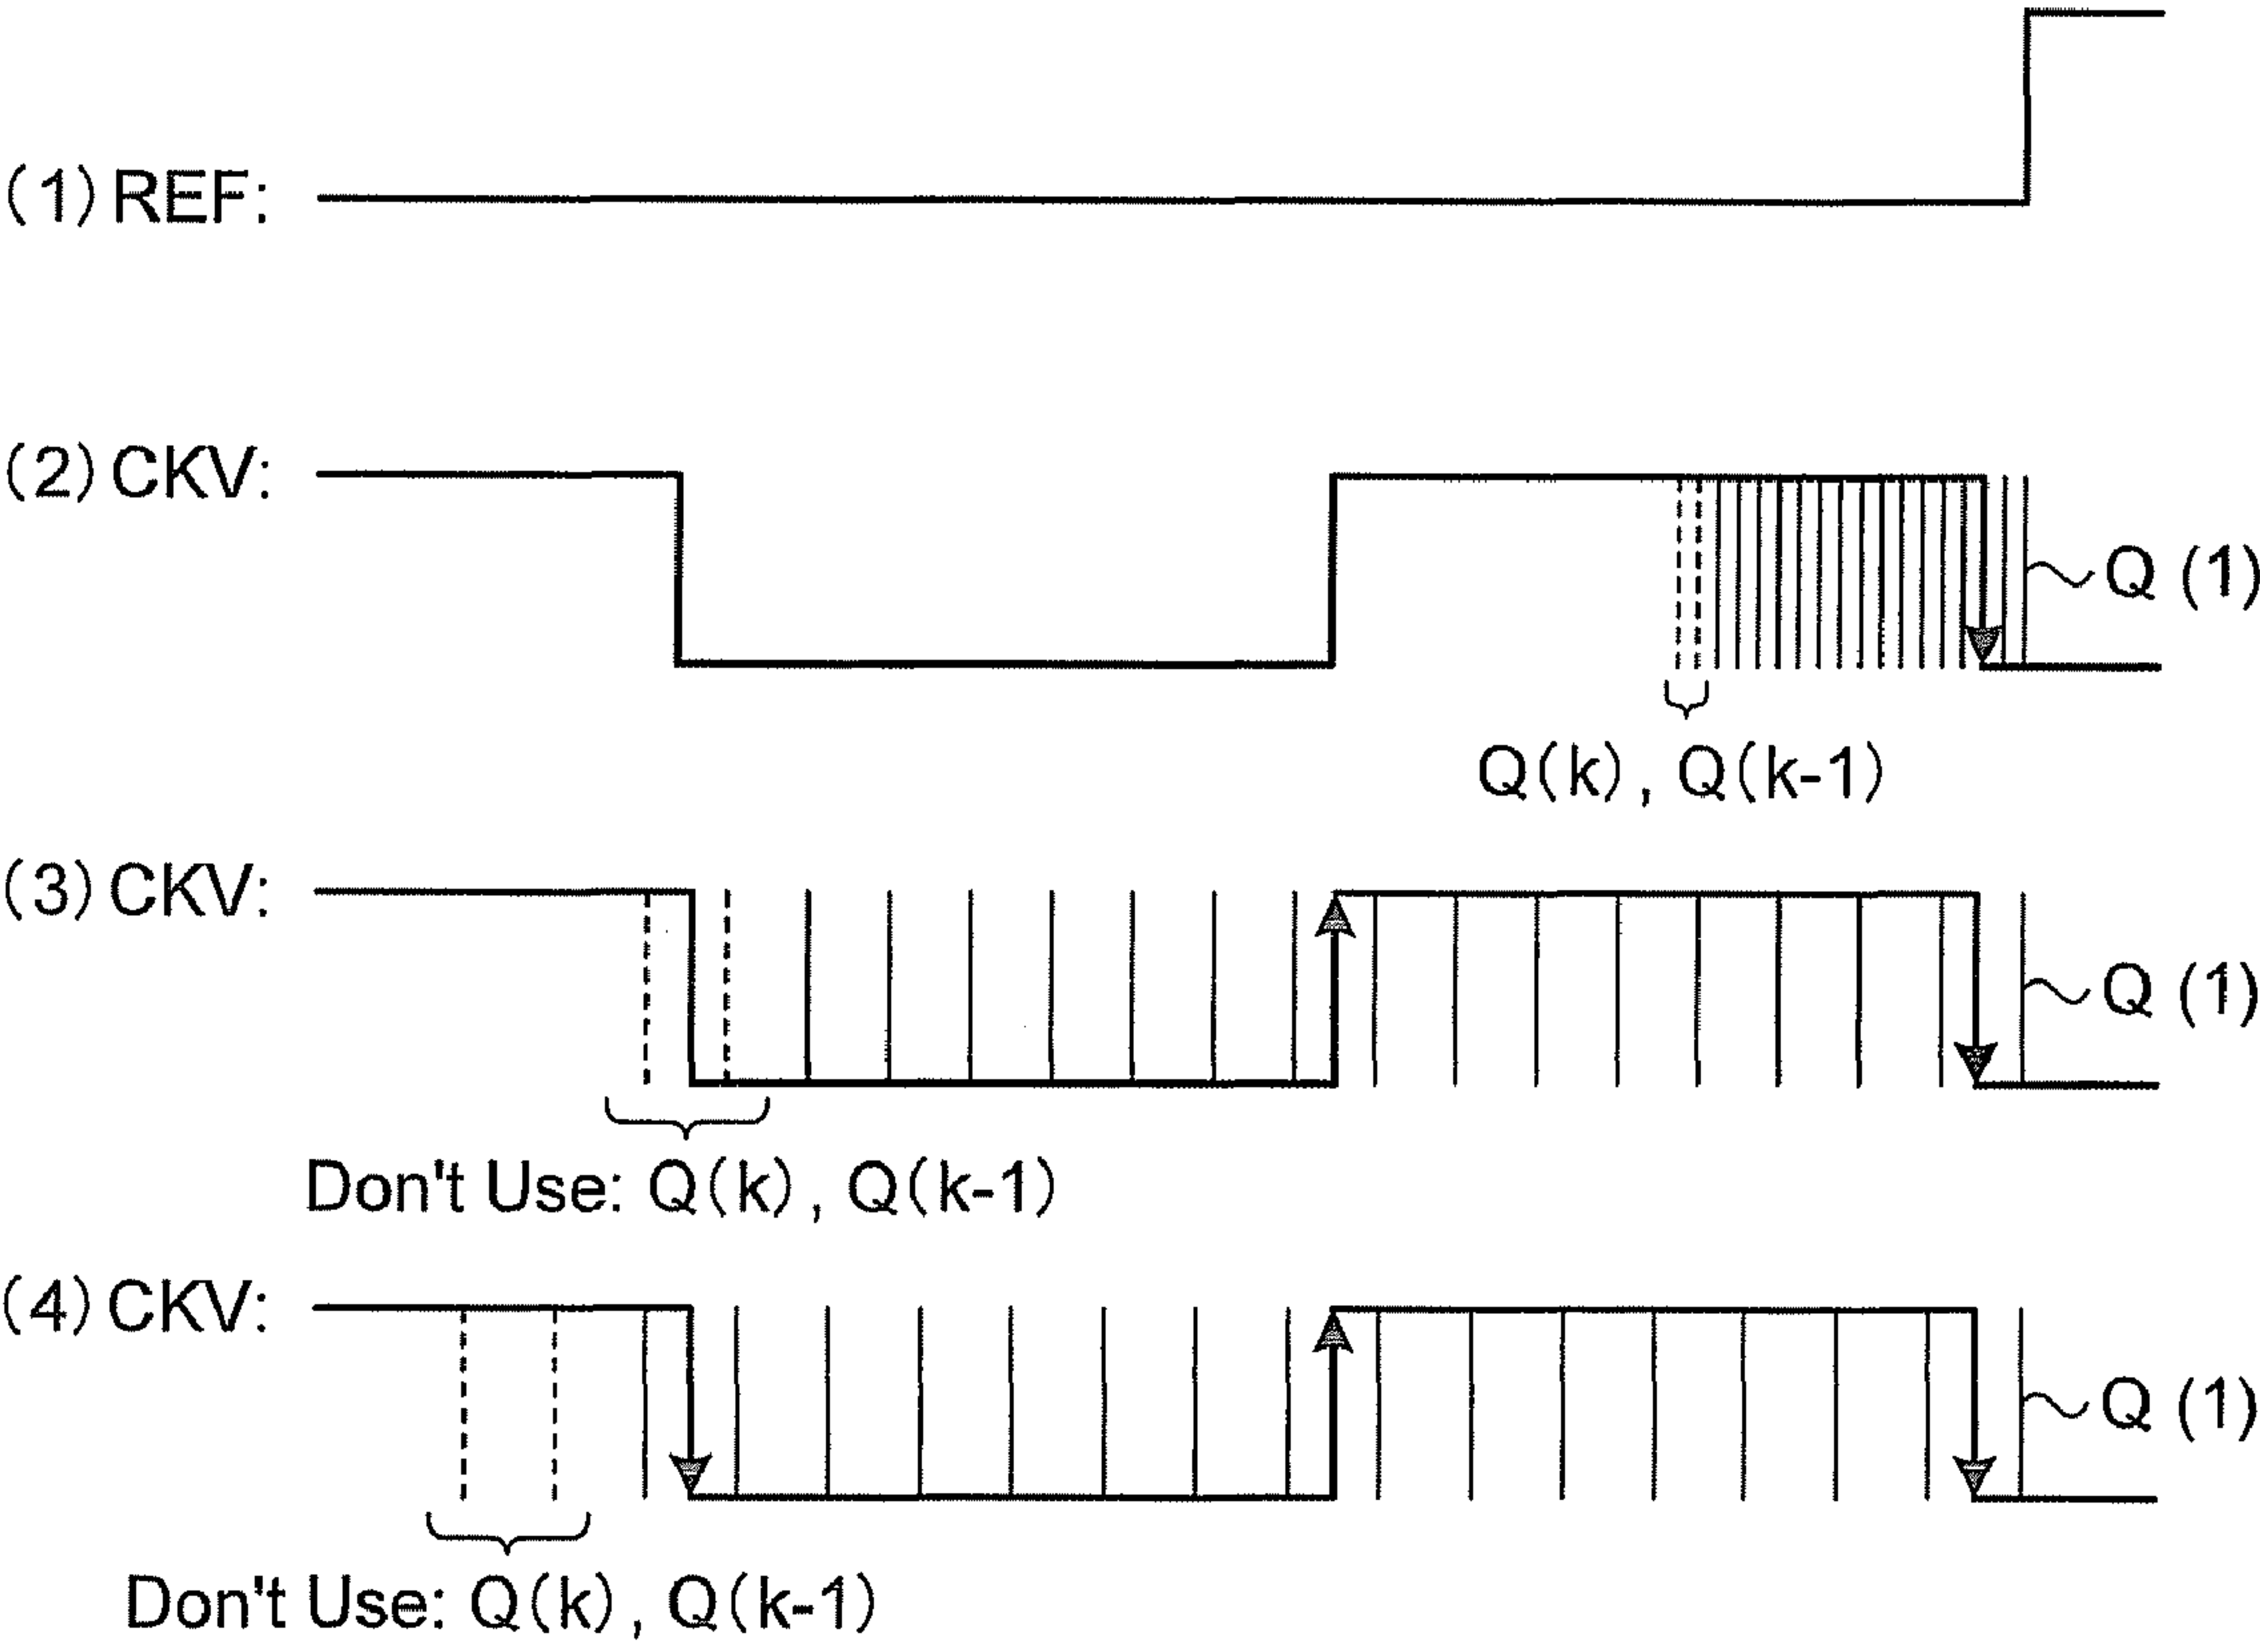 (1) REF:
(2) CKV:
Q (1)
Q(k), Q(k-1)
(3) CKV:
Q (1)
Don't Use: Q(k), Q(k-1)
(4) CKV:
Q (1)
Don't Use: Q(k), Q(k-1)